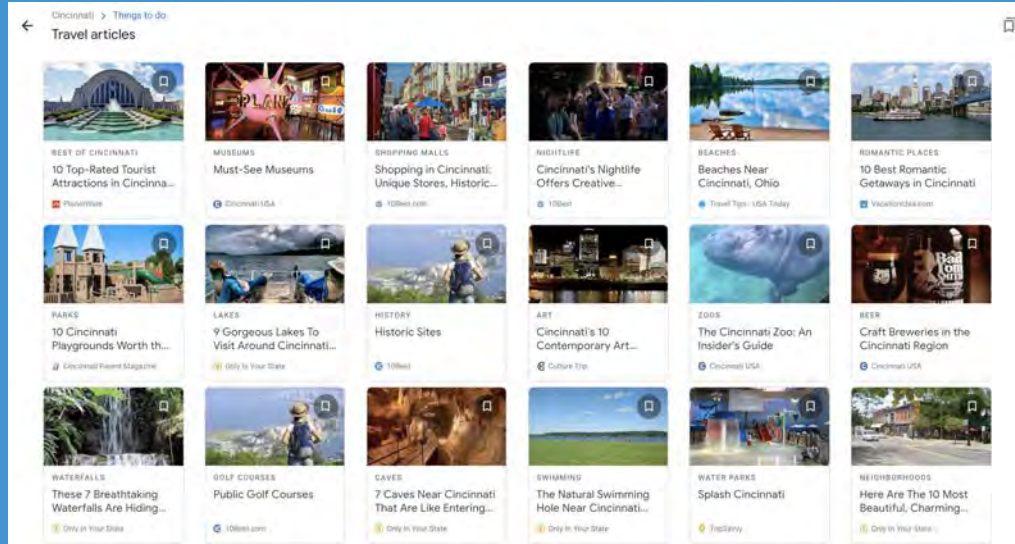 Cincinnati > Things to do
Travel articles
BEST OF CINCINNATI
10 Top-Rated Tourist
Attractions in Cincinna...
PlanetWare
MUSEUMS
Must-See Museums
Cincinnati USA
SHOPPING MALLS
Shopping in Cincinnati:
Unique Stores, Historic...
10Best.com
NIGHTLIFE
Cincinnati's Nightlife
Offers Creative...
10Best
BEACHES
Beaches Near
Cincinnati, Ohio
Travel Tips - USA Today
ROMANTIC PLACES
10 Best Romantic
Getaways in Cincinnati
VacationIdea.com
PARKS
10 Cincinnati
Playgrounds Worth th...
Cincinnati Parent Magazine
LAKES
9 Gorgeous Lakes To
Visit Around Cincinnati...
Only In Your State
HISTORY
Historic Sites
10Best
ART
Cincinnati's 10
Contemporary Art...
Culture Trip
ZOOS
The Cincinnati Zoo: An
Insider's Guide
Cincinnati USA
Bad
Tom
BEER
Craft Breweries in the
Cincinnati Region
Cincinnati USA
WATERFALLS
These 7 Breathtaking
Waterfalls Are Hiding...
Only In Your State
GOLF COURSES
Public Golf Courses
10Best.com
CAVES
7 Caves Near Cincinnati
That Are Like Entering...
Only In Your State
SWIMMING
The Natural Swimming
Hole Near Cincinnati...
Only In Your State
WATER PARKS
Splash Cincinnati
TripSavvy
NEIGHBORHOODS
Here Are The 10 Most
Beautiful, Charming...
Only In Your State